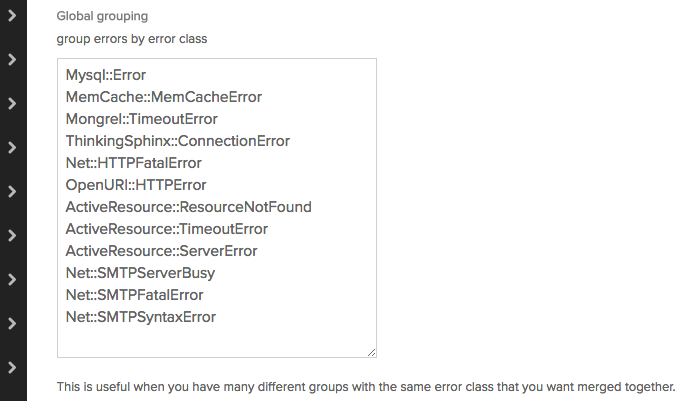 Global grouping
group errors by error class
Mysql::Error
MemCache::MemCacheError
Mongrel::TimeoutError
ThinkingSphinx::ConnectionError
Net::HTTPFatalError
OpenURI::HTTPError
ActiveResource::ResourceNotFound
ActiveResource::TimeoutError
ActiveResource::ServerError
Net::SMTPServerBusy
Net::SMTPFatalError
Net::SMTPSyntaxError
This is useful when you have many different groups with the same error class that you want merged together.